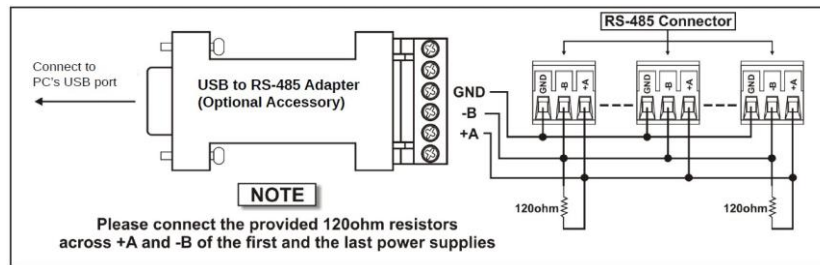 RS-485 Connector
Connect to
PC's USB port
USB to RS-485 Adapter
(Optional Accessory)
GND
-B
+A
GND
-B
+A
GND
-B
+A
GND
-B
+A
120ohm
120ohm
NOTE
Please connect the provided 120ohm resistors
across +A and -B of the first and the last power supplies